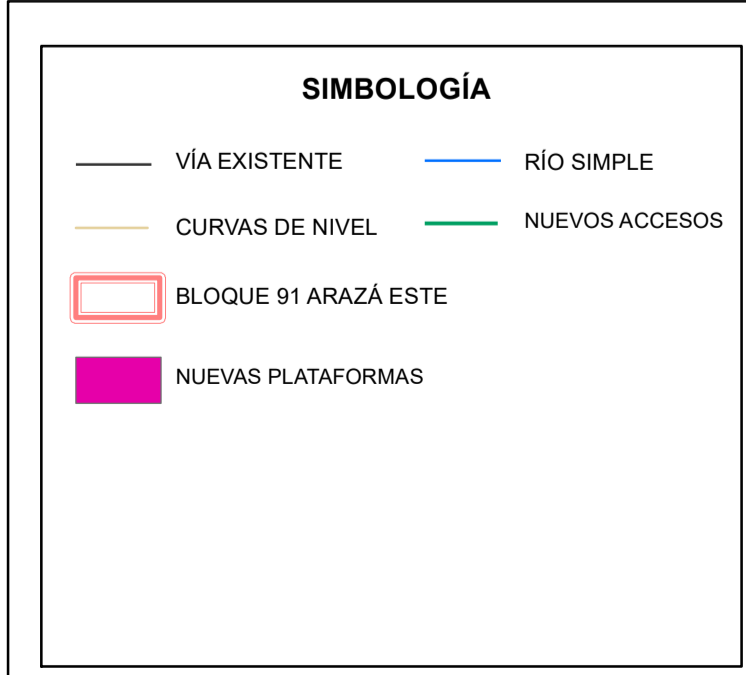 SIMBOLOGÍA
VÍA EXISTENTE
RÍO SIMPLE
CURVAS DE NIVEL
NUEVOS ACCESOS
BLOQUE 91 ARAZÁ ESTE
NUEVAS PLATAFORMAS